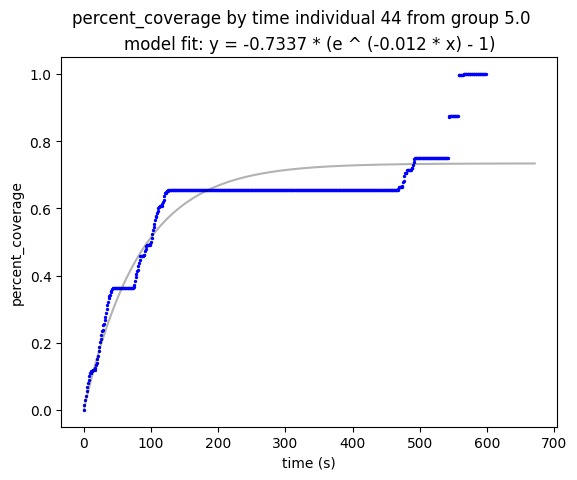 percent_coverage by time individual 44 from group 5.0
model fit: y = -0.7337 * (e ^ (-0.012 * x) - 1)
1.0
0.8
0.6
0.4
0.2
0.0
percent_coverage
0 100 200 300 400 500 600 700
time (s)